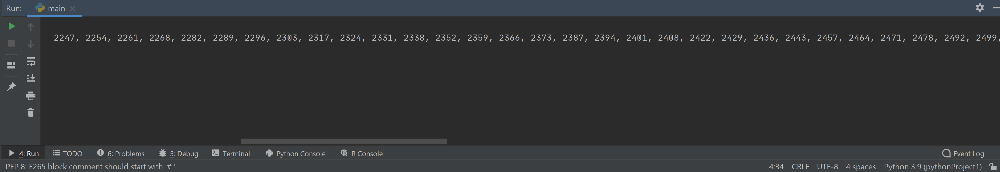 Run: main
2247, 2254, 2261, 2268, 2282, 2289, 2296, 2303, 2317, 2324, 2331, 2338, 2352, 2359, 2366, 2373, 2387, 2394, 2401, 2408, 2422, 2429, 2436, 2443, 2457, 2464, 2471, 2478, 2492, 2499,
4: Run TODO 6: Problems 5: Debug Terminal Python Console R Console Event Log
PEP 8: E265 block comment should start with '# ' 4:34 CRLF UTF-8 4 spaces Python 3.9 (pythonProject1)